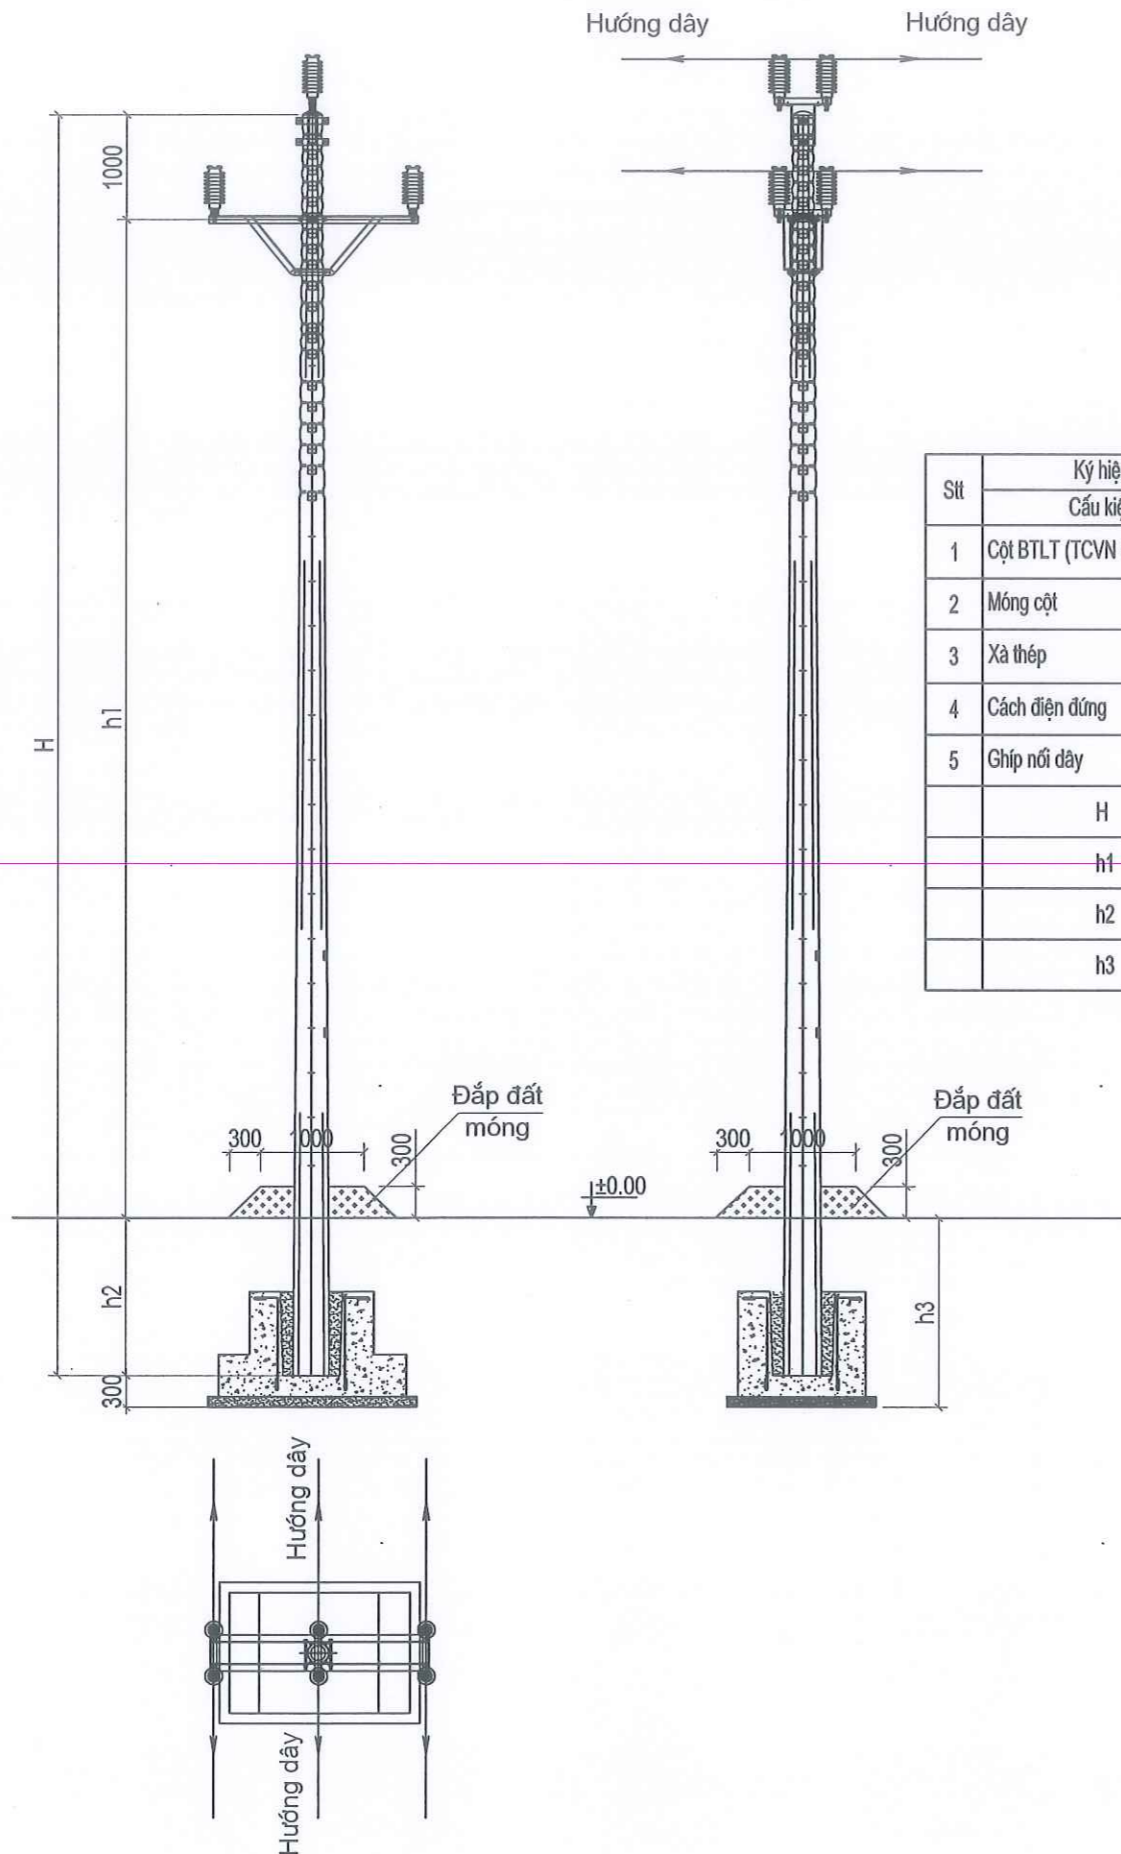 Hướng dây
Hướng dây
1000
H
h1
Stt
Ký hiệ
Cấu kiệ
1
Cột BTLT (TCVN
2
Móng cột
3
Xà thép
4
Cách điện đứng
5
Ghíp nối dây
H
h1
h2
h3
Đắp đất
móng
300
1000
300
Đắp đất
móng
300
1000
300
±0.00
h2
300
h3
Hướng dây
Hướng dây